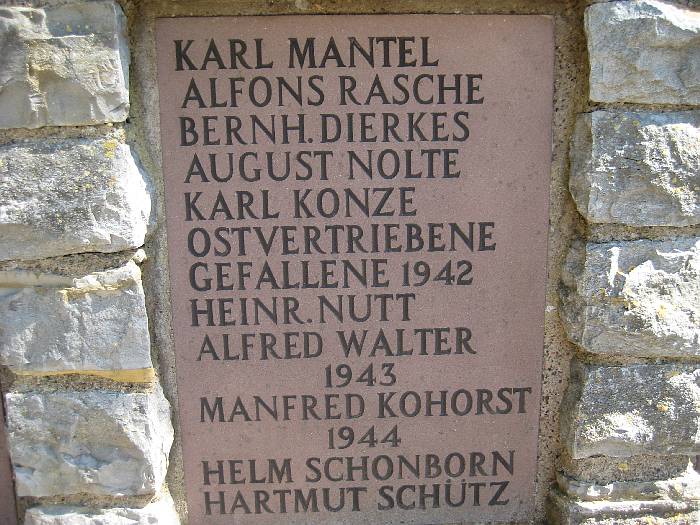 KARL MANTEL
ALFONS RASCHE
BERNH. DIERKES
AUGUST NOLTE
KARL KONZE
OSTVERTRIEBENE
GEFALLENE 1942
HEINR. NUTT
ALFRED WALTER
1943
MANFRED KOHORST
1944
HELM SCHONBORN
HARTMUT SCHÜTZ